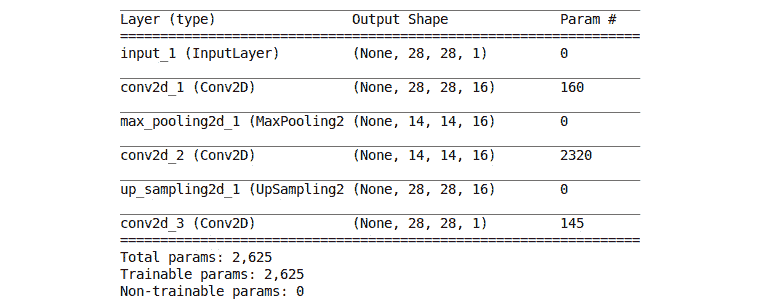 Layer (type) Output Shape Param #
input_1 (InputLayer) (None, 28, 28, 1) 0
conv2d_1 (Conv2D) (None, 28, 28, 16) 160
max_pooling2d_1 (MaxPooling2 (None, 14, 14, 16) 0
conv2d_2 (Conv2D) (None, 14, 14, 16) 2320
up_sampling2d_1 (UpSampling2 (None, 28, 28, 16) 0
conv2d_3 (Conv2D) (None, 28, 28, 1) 145
Total params: 2,625
Trainable params: 2,625
Non-trainable params: 0